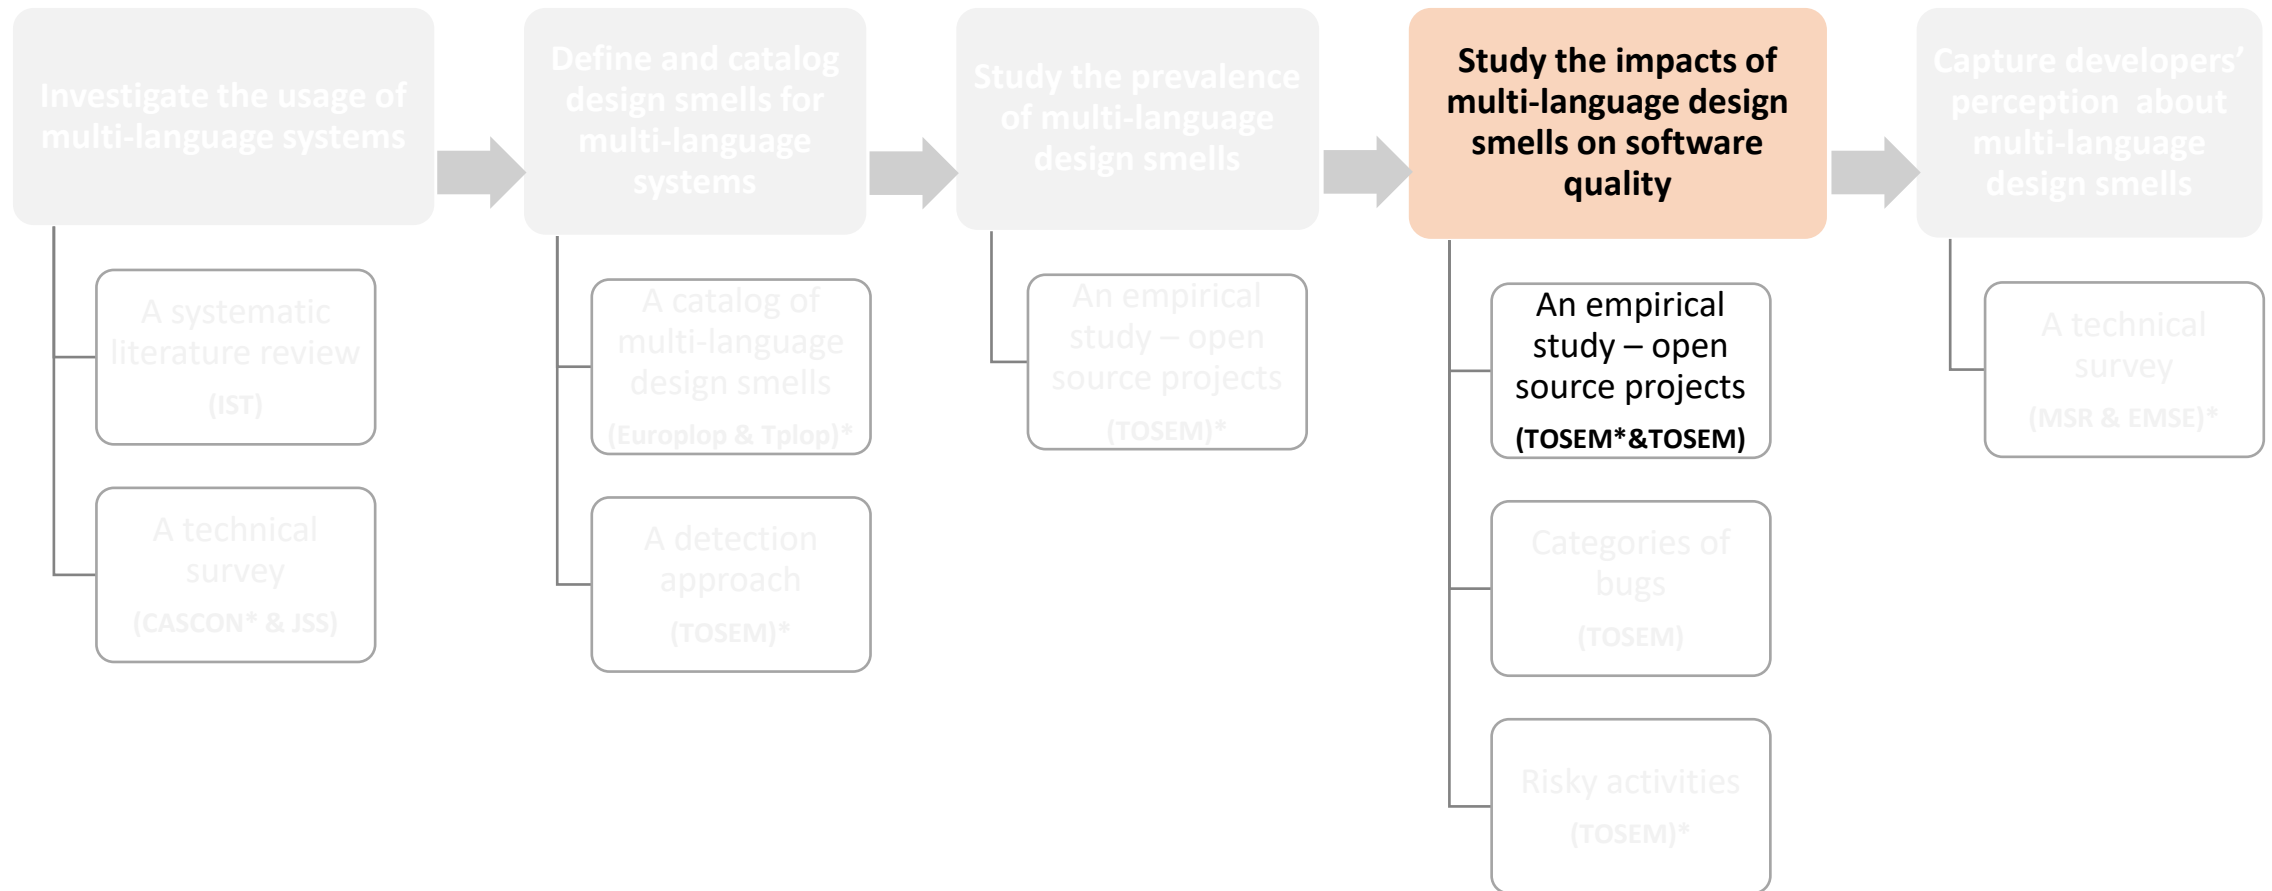 Investigate the usage of
multi-language systems
A systematic
literature review
(IST)
A technical
survey
(CASCON* & JSS)
Define and catalog
design smells for
multi-language
systems
A catalog of
multi-language
design smells
(Europlop & Tplop)*
A detection
approach
(TOSEM)*
Study the prevalence
of multi-language
design smells
An empirical
study – open
source projects
(TOSEM)*
Study the impacts of
multi-language design
smells on software
quality
An empirical
study – open
source projects
(TOSEM*&TOSEM)
Categories of
bugs
(TOSEM)
Risky activities
(TOSEM)*
Capture developers’
perception about
multi-language
design smells
A technical
survey
(MSR & EMSE)*